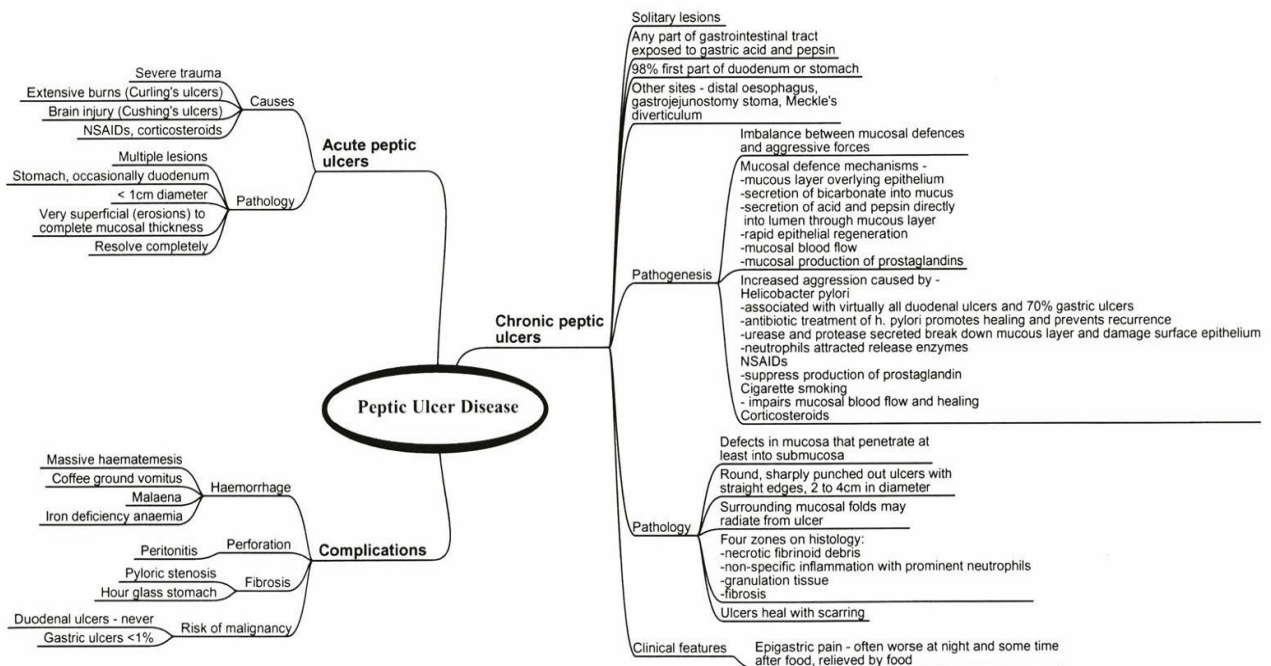 Peptic Ulcer Disease
Acute peptic
ulcers
Causes
Severe trauma
Extensive burns (Curling's ulcers)
Brain injury (Cushing's ulcers)
NSAIDs, corticosteroids
Pathology
Multiple lesions
Stomach, occasionally duodenum
< 1cm diameter
Very superficial (erosions) to
complete mucosal thickness
Resolve completely
Chronic peptic
ulcers
Solitary lesions
Any part of gastrointestinal tract
exposed to gastric acid and pepsin
98% first part of duodenum or stomach
Other sites - distal oesophagus,
gastrojejunostomy stoma, Meckle's
diverticulum
Pathogenesis
Imbalance between mucosal defences
and aggressive forces
Mucosal defence mechanisms -
-mucous layer overlying epithelium
-secretion of bicarbonate into mucus
-secretion of acid and pepsin directly
into lumen through mucous layer
-rapid epithelial regeneration
-mucosal blood flow
-mucosal production of prostaglandins
Increased aggression caused by -
Helicobacter pylori
-associated with virtually all duodenal ulcers and 70% gastric ulcers
-antibiotic treatment of h. pylori promotes healing and prevents recurrence
-urease and protease secreted break down mucous layer and damage surface epithelium
-neutrophils attracted release enzymes
NSAIDs
-suppress production of prostaglandin
Cigarette smoking
- impairs mucosal blood flow and healing
Corticosteroids
Pathology
Defects in mucosa that penetrate at
least into submucosa
Round, sharply punched out ulcers with
straight edges, 2 to 4cm in diameter
Surrounding mucosal folds may
radiate from ulcer
Four zones on histology:
-necrotic fibrinoid debris
-non-specific inflammation with prominent neutrophils
-granulation tissue
-fibrosis
Ulcers heal with scarring
Clinical features
Epigastric pain - often worse at night and some time
after food, relieved by food
Complications
Haemorrhage
Massive haematemesis
Coffee ground vomitus
Malaena
Iron deficiency anaemia
Perforation
Peritonitis
Fibrosis
Pyloric stenosis
Hour glass stomach
Risk of malignancy
Duodenal ulcers - never
Gastric ulcers <1%